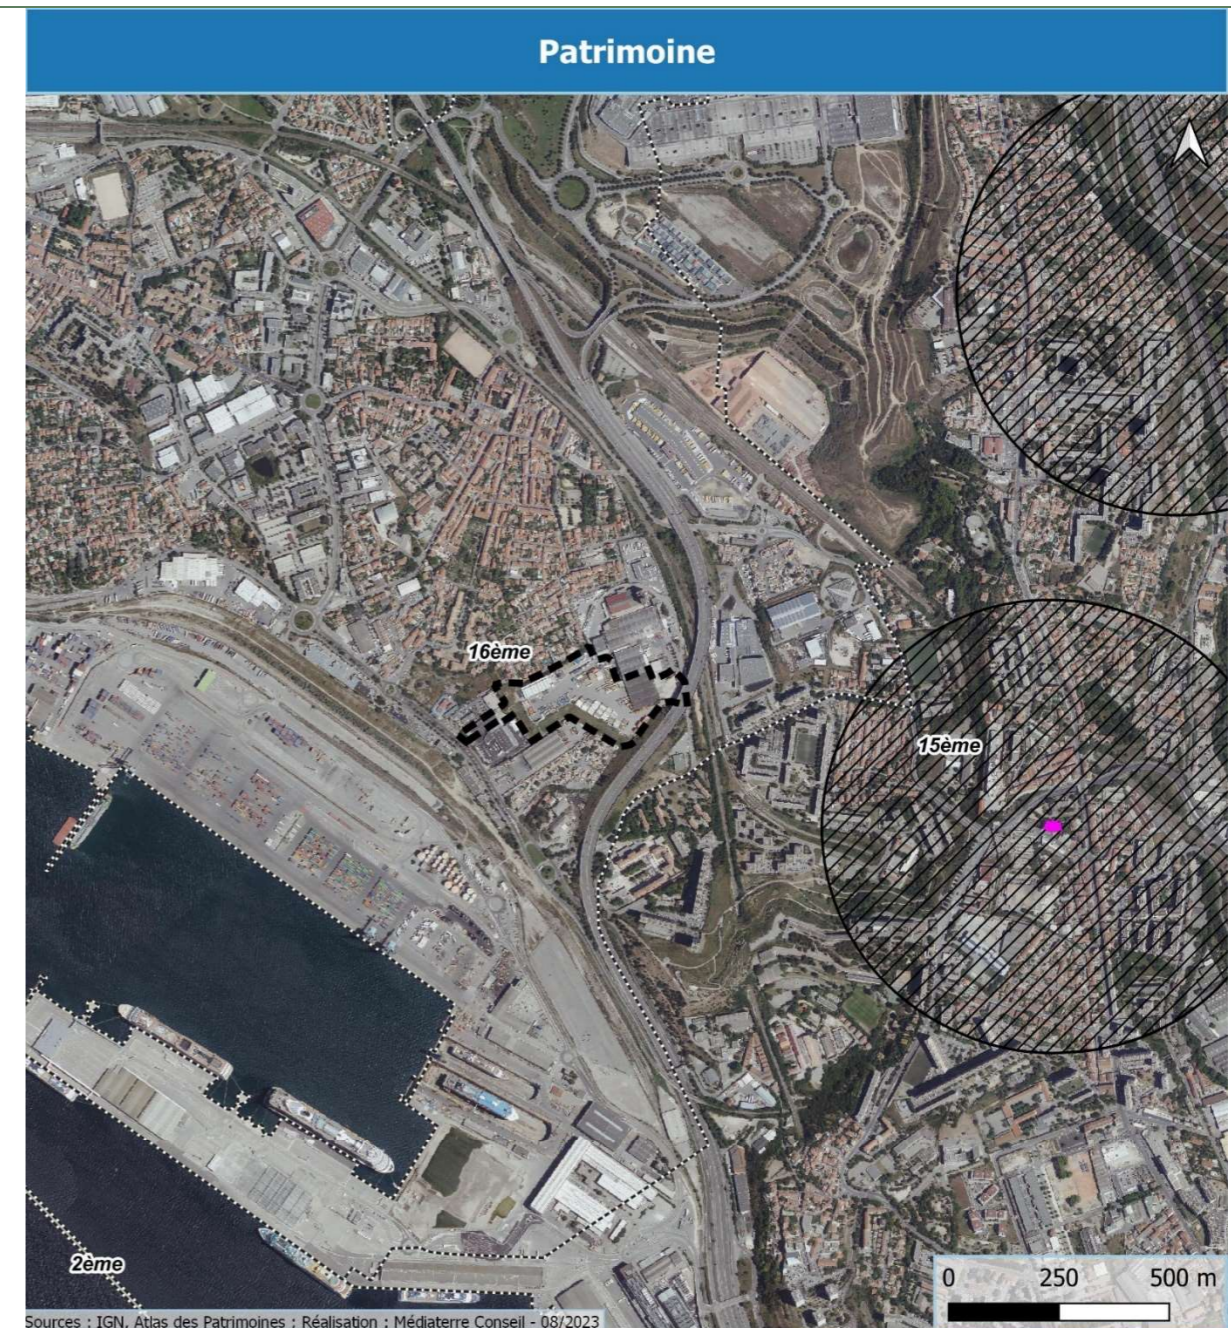 Patrimoine
16ème
15ème
2ème
0 250 500 m
Sources : IGN, Atlas des Patrimoines ; Réalisation : Médiaterre Conseil - 08/2023